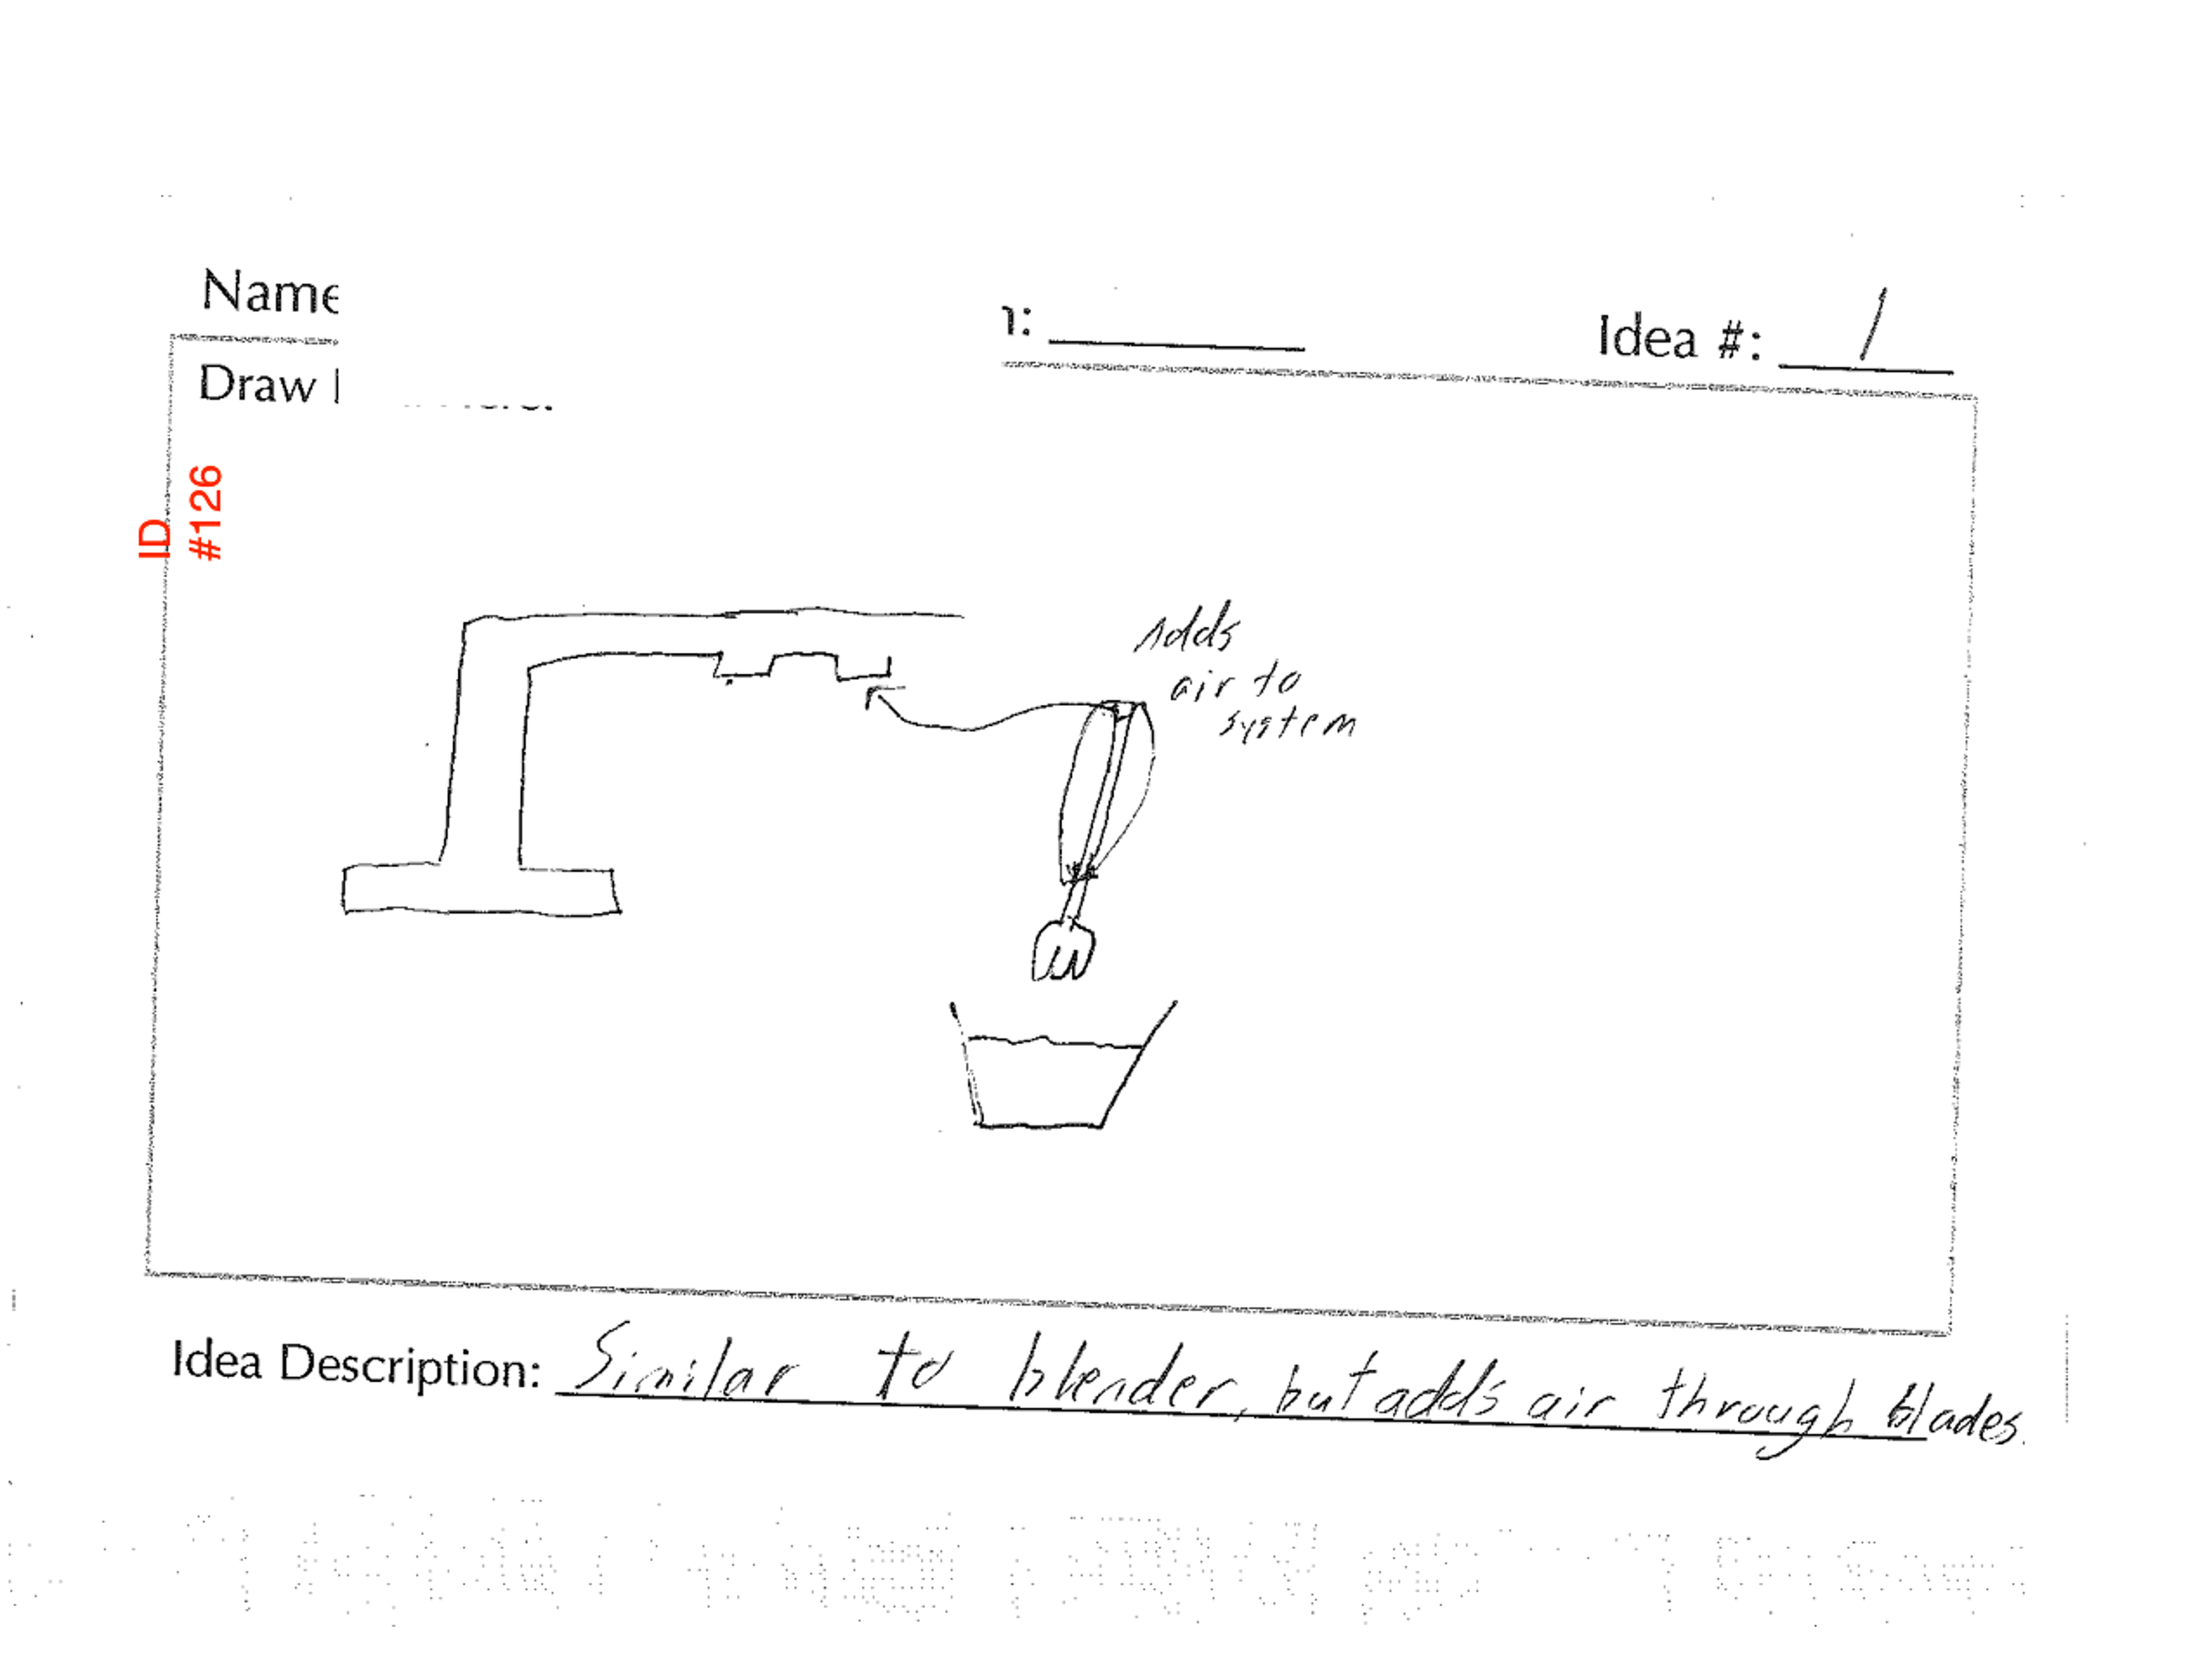 Name
Idea #: 1
Draw
ID
#126
Adds
air to
system
Idea Description: Similar to blender, but adds air through blades.